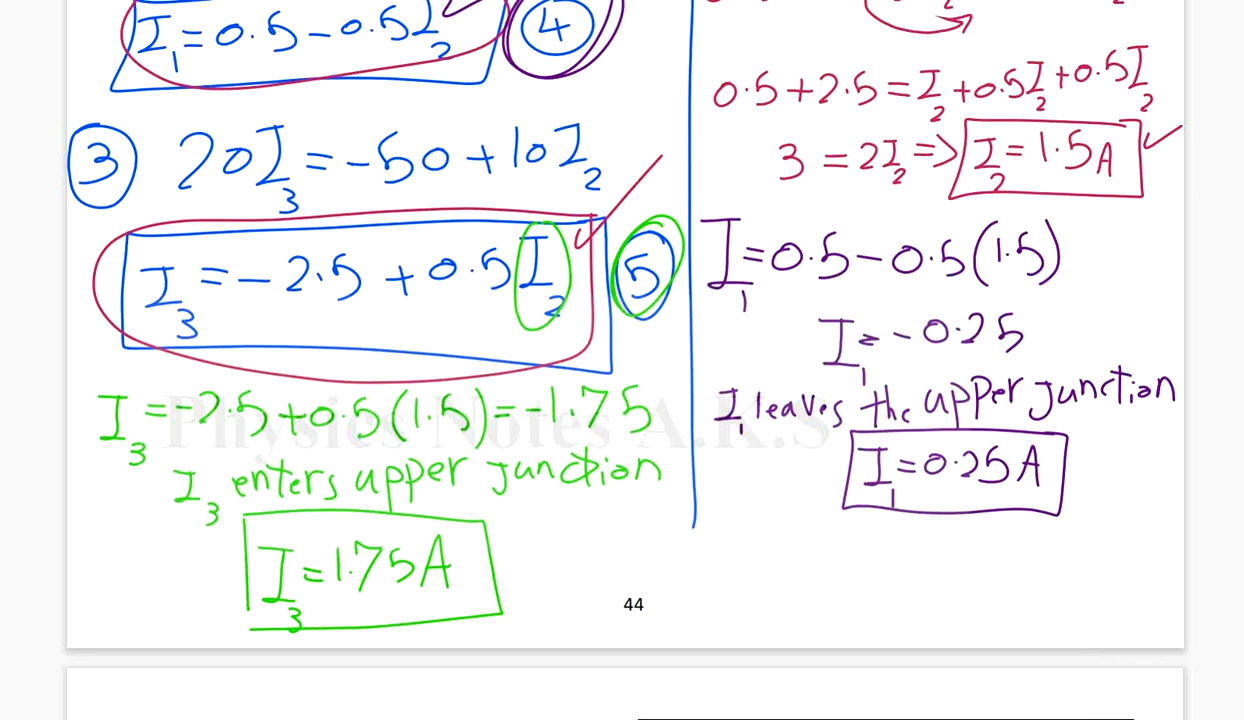 I₁ = 0.5 - 0.5I₂ ④
③ 20I₃ = -50 + 10I₂
I₃ = -2.5 + 0.5I₂ ⑤
I₃ = -2.5 + 0.5(1.5) = -1.75
I₃ enters upper junction
I₃ = 1.75A
0.5 + 2.5 = I₂ + 0.5I₂ + 0.5I₂
3 = 2I₂ => I₂ = 1.5A
I₁ = 0.5 - 0.5(1.5)
I₁ = -0.25
I₁ leaves the upper junction
I₁ = 0.25A
Physics Notes A.K.S
44